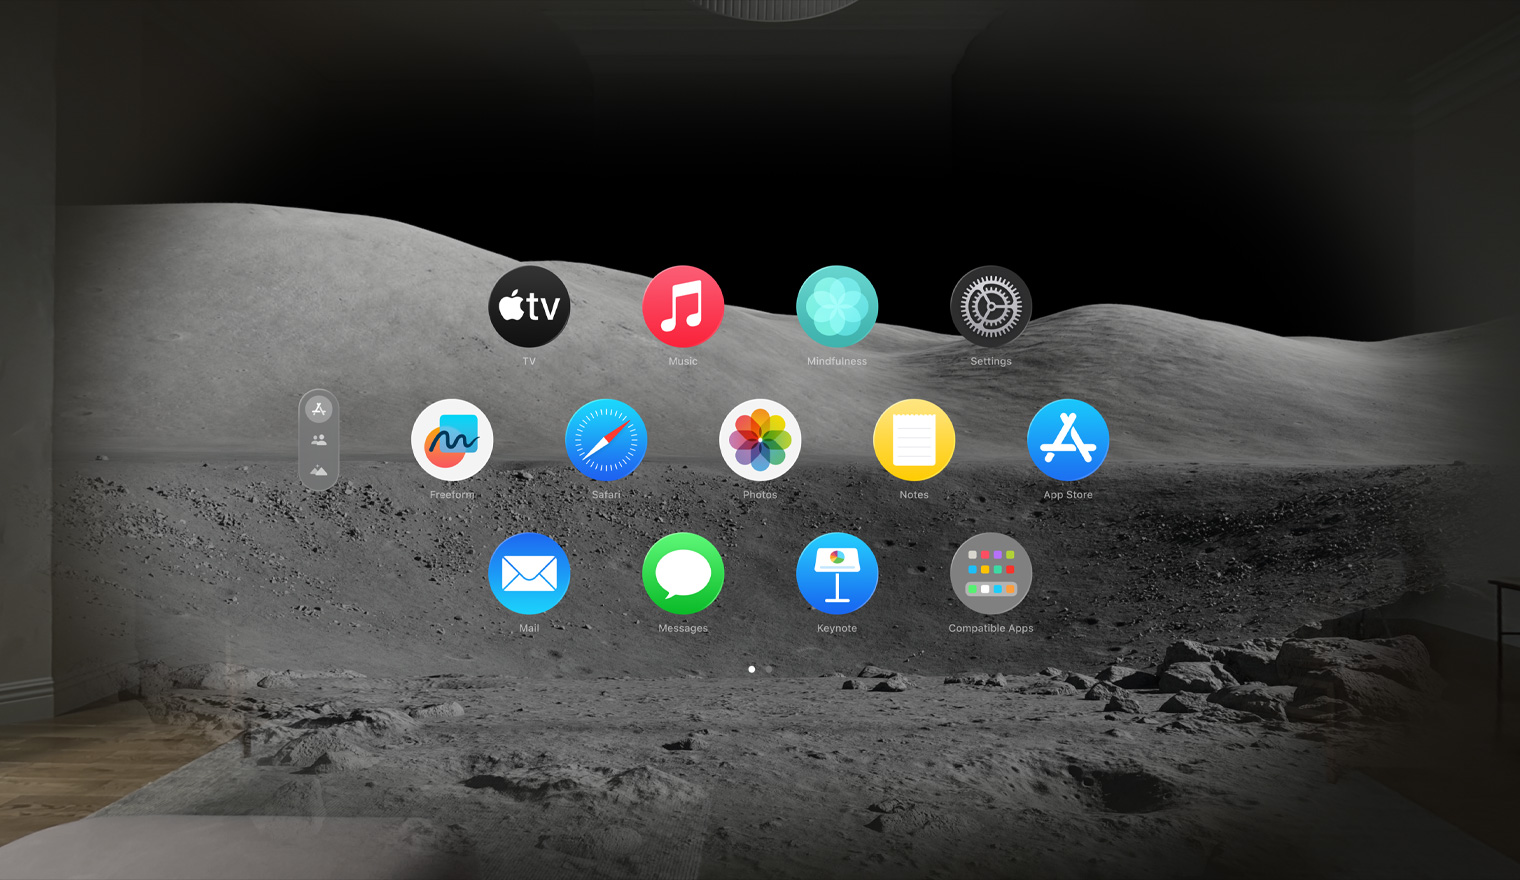 tv
TV
Music
Mindfulness
Settings
Freeform
Safari
Photos
Notes
App Store
Mail
Messages
Keynote
Compatible Apps